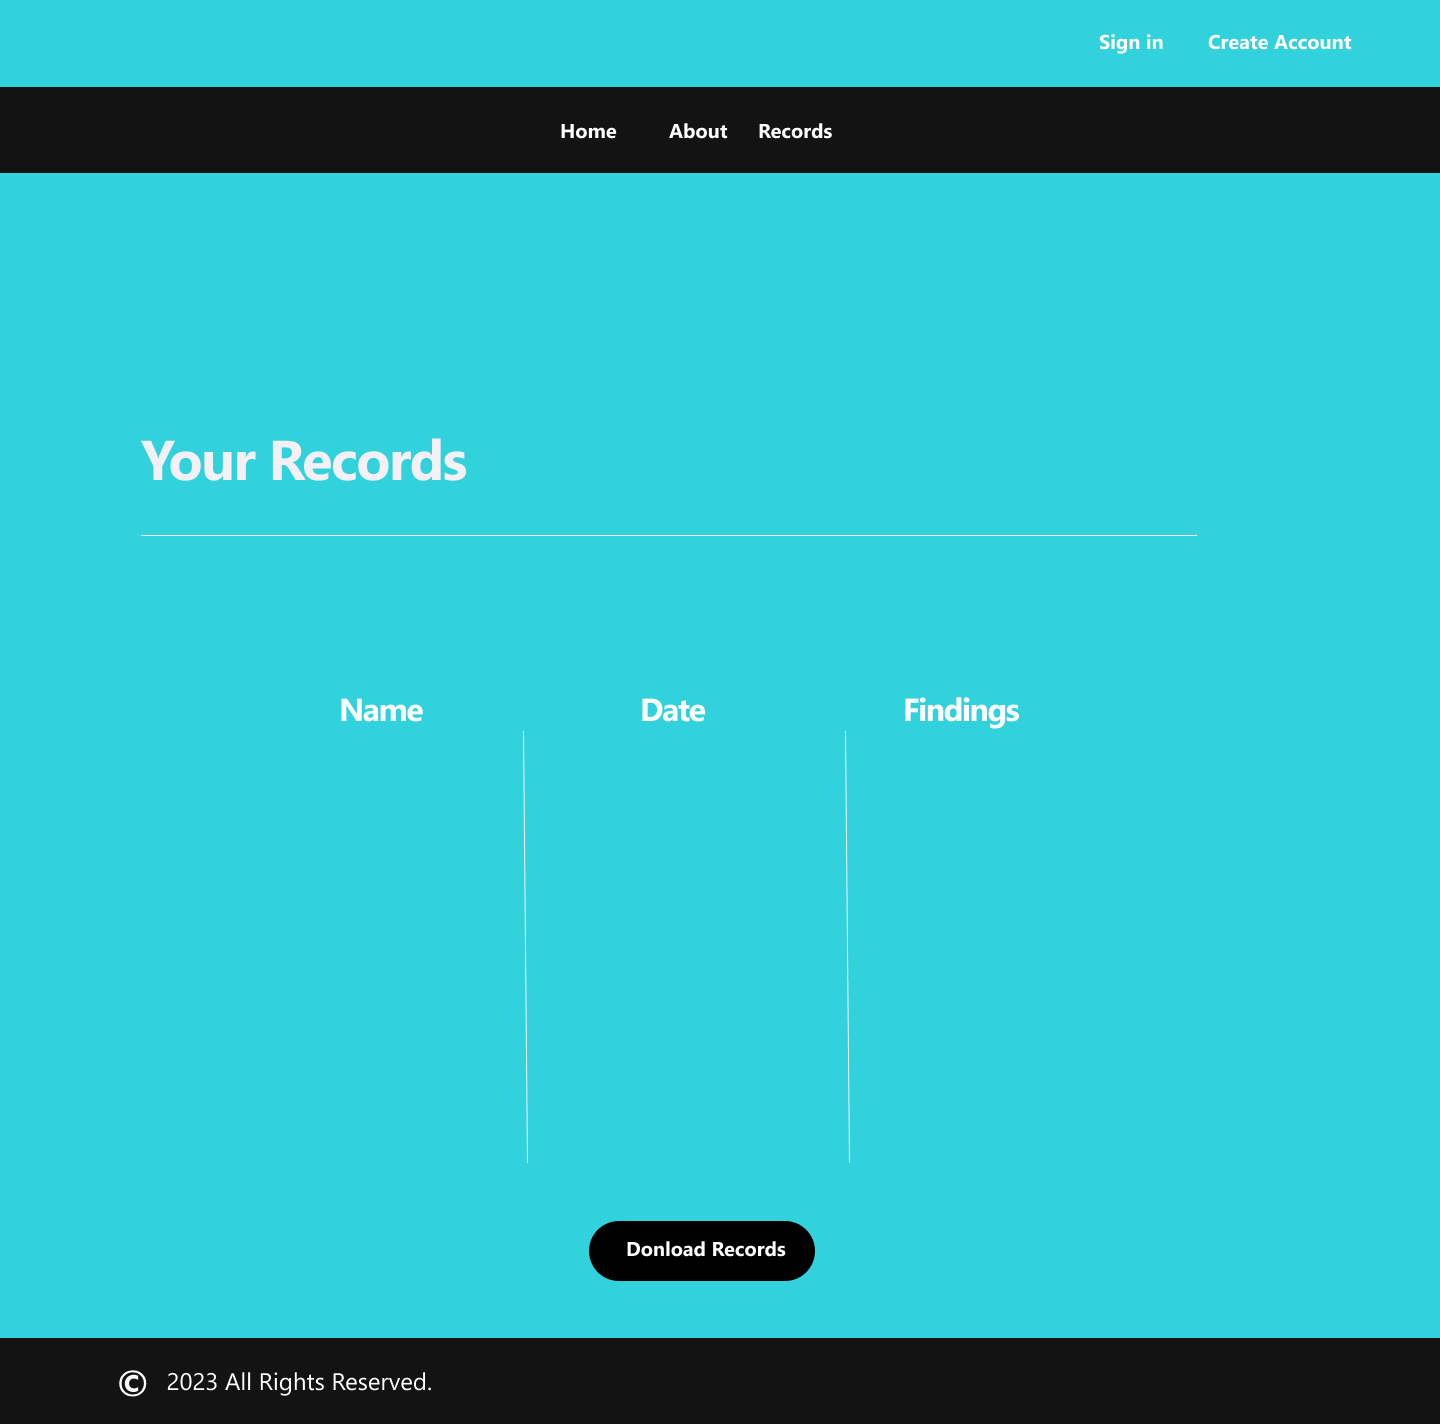 Sign in Create Account
Home About Records
Your Records
Name Date Findings
Donload Records
© 2023 All Rights Reserved.